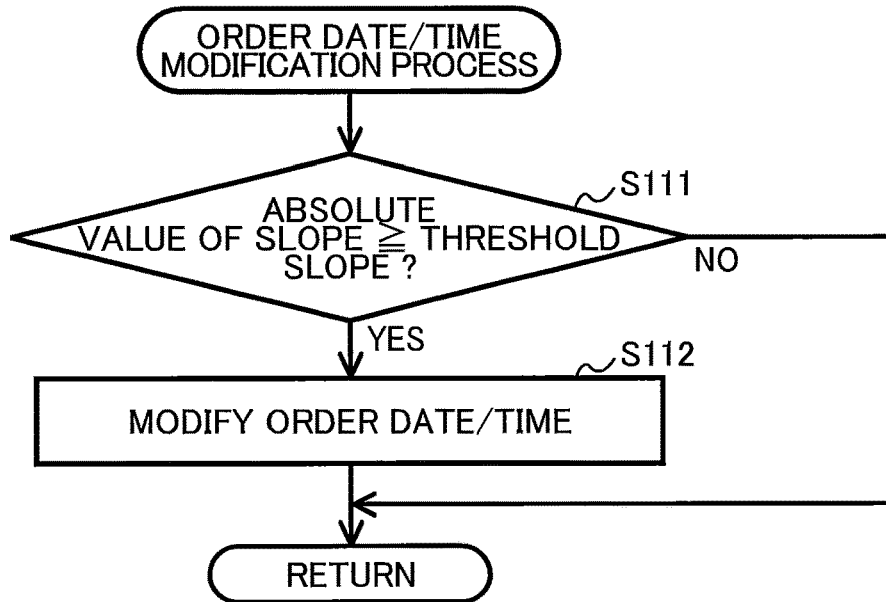 ORDER DATE/TIME
MODIFICATION PROCESS
S111
ABSOLUTE
VALUE OF SLOPE ≧ THRESHOLD
SLOPE ?
NO
YES
S112
MODIFY ORDER DATE/TIME
RETURN